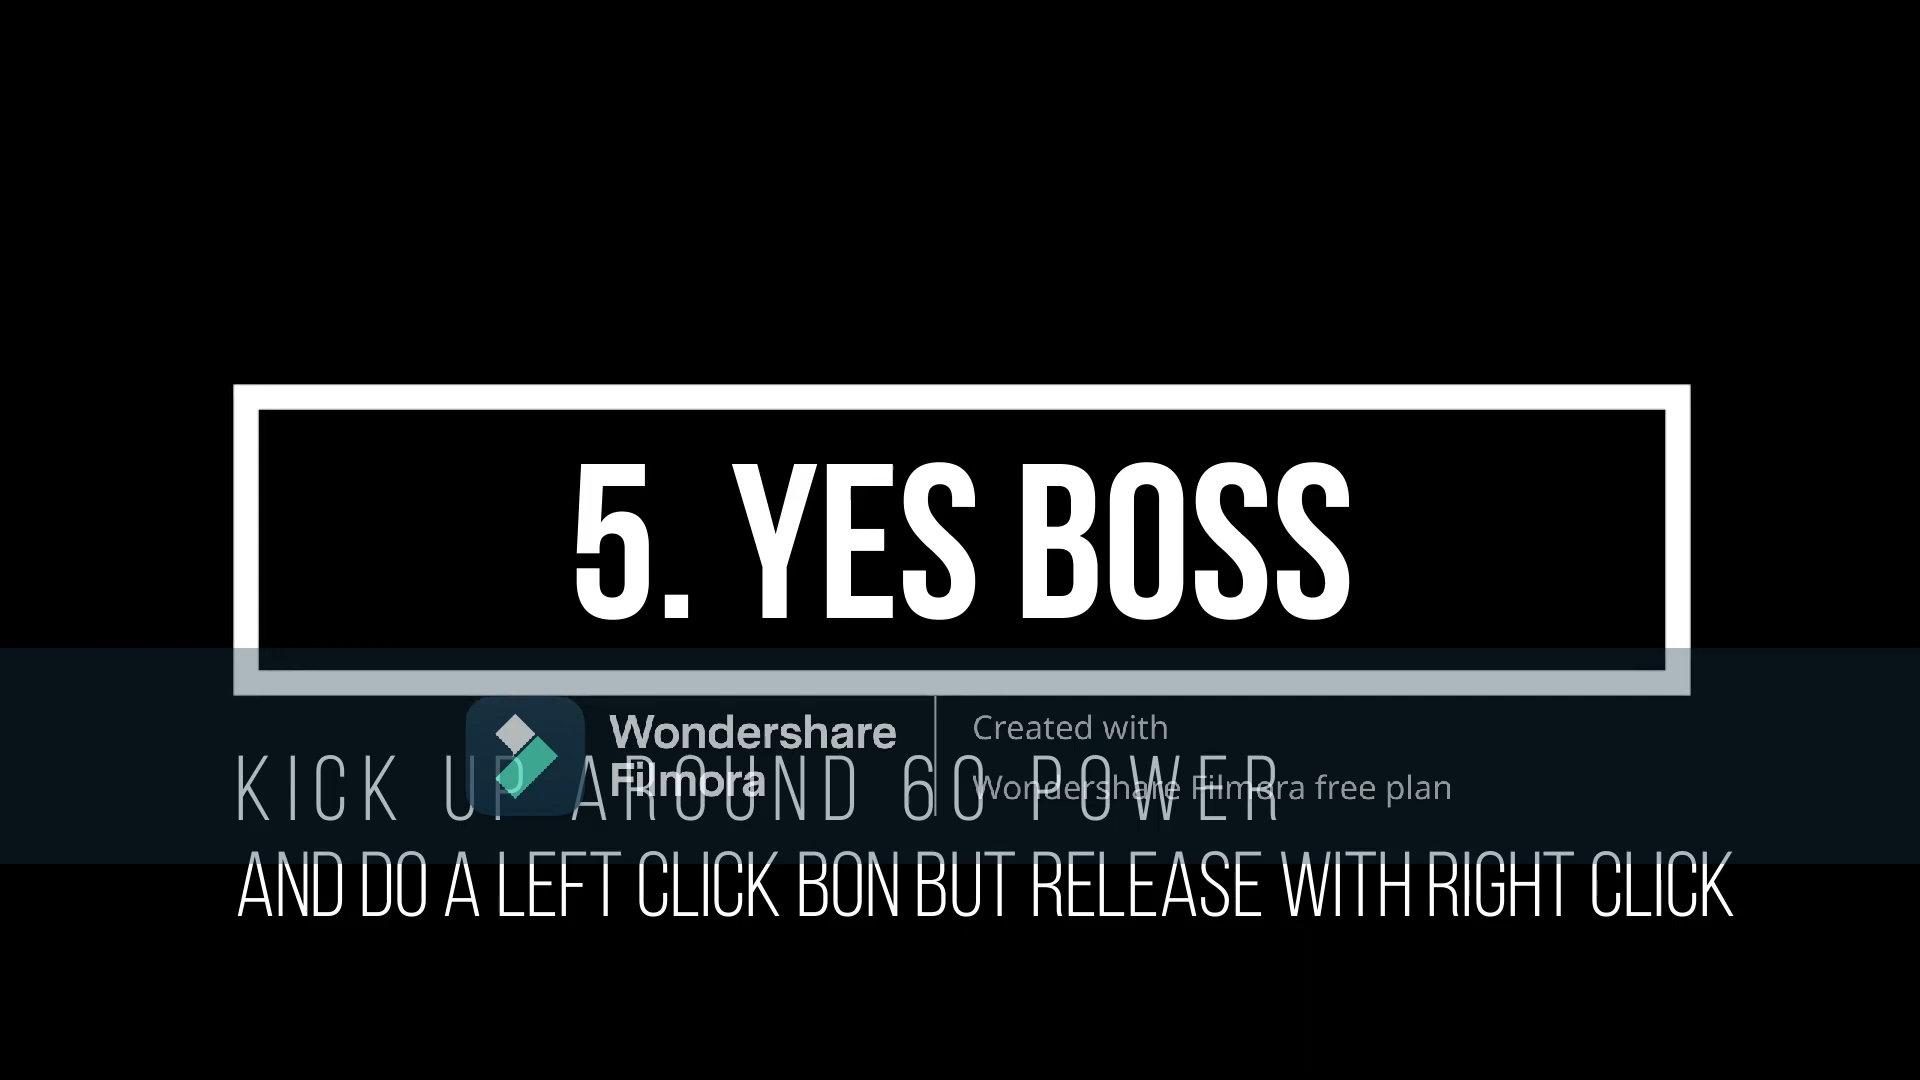 5. YES BOSS
Wondershare
Filmora
Created with
Wondershare Filmora free plan
KICK UP AROUND 60 POWER
AND DO A LEFT CLICK BON BUT RELEASE WITH RIGHT CLICK